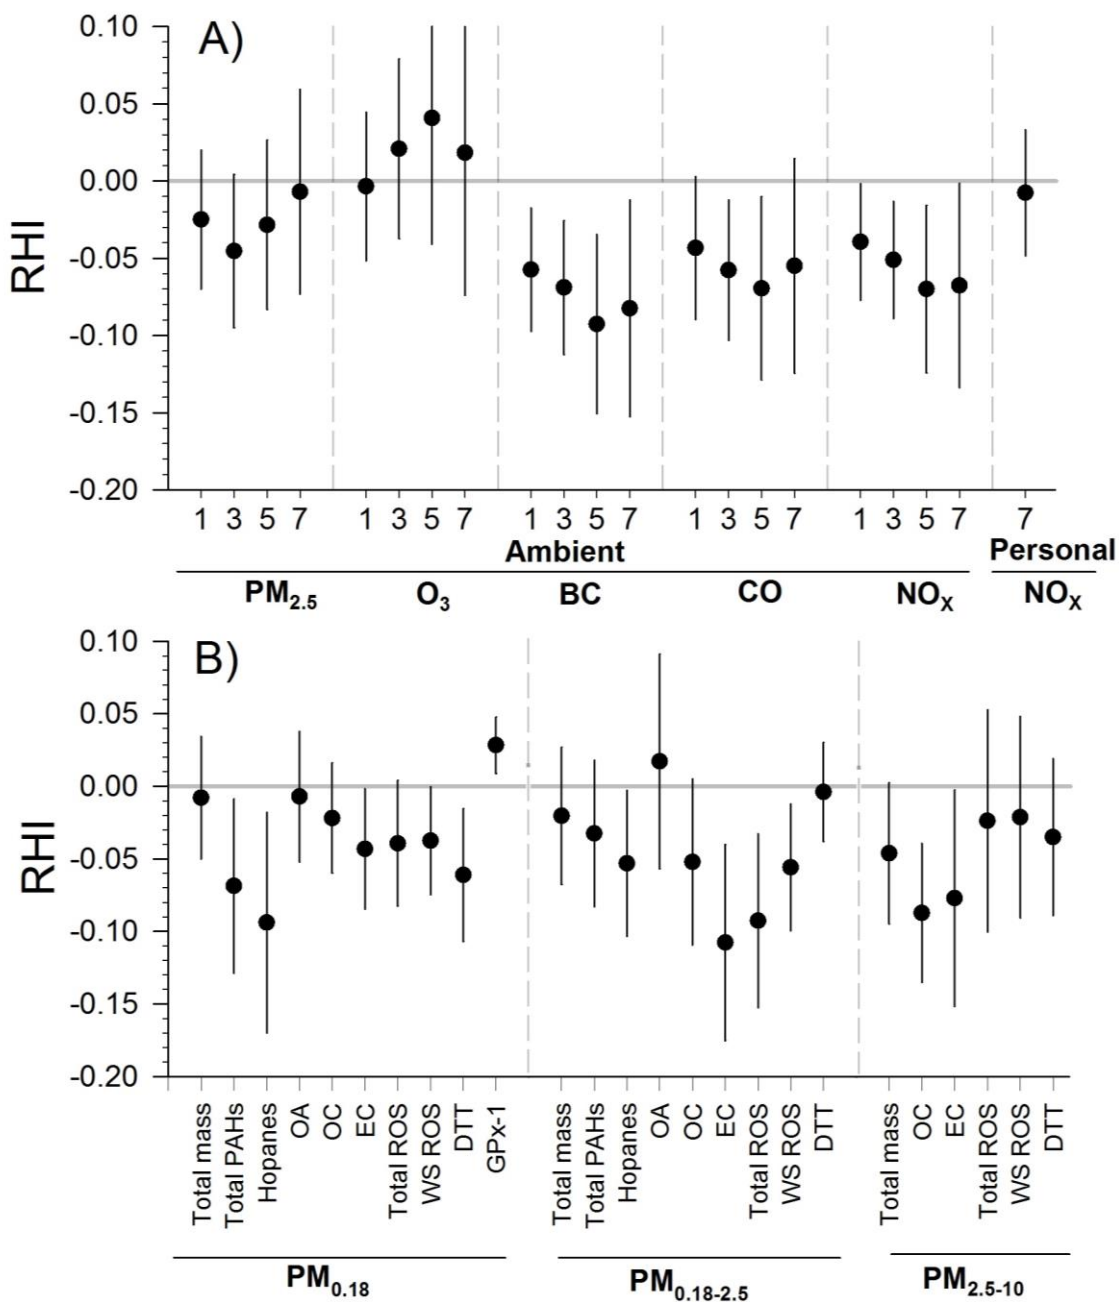 A)
RHI
0.10
0.05
0.00
-0.05
-0.10
-0.15
-0.20
1 3 5 7 1 3 5 7 1 3 5 7 1 3 5 7 1 3 5 7 7
Ambient Personal
PM2.5 O3 BC CO NOX NOX
B)
RHI
0.10
0.05
0.00
-0.05
-0.10
-0.15
-0.20
Total mass
Total PAHs
Hopanes
OA
OC
EC
Total ROS
WS ROS
DTT
GPx-1
Total mass
Total PAHs
Hopanes
OA
OC
EC
Total ROS
WS ROS
DTT
Total mass
OC
EC
Total ROS
WS ROS
DTT
PM0.18 PM0.18-2.5 PM2.5-10